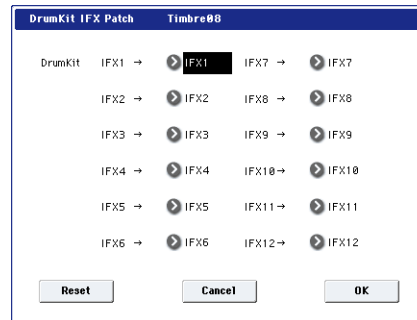 DrumKit IFX Patch Timbre08
DrumKit IFX1 → IFX1 IFX7 → IFX7
IFX2 → IFX2 IFX8 → IFX8
IFX3 → IFX3 IFX9 → IFX9
IFX4 → IFX4 IFX10→ IFX10
IFX5 → IFX5 IFX11→ IFX11
IFX6 → IFX6 IFX12→ IFX12
Reset Cancel OK